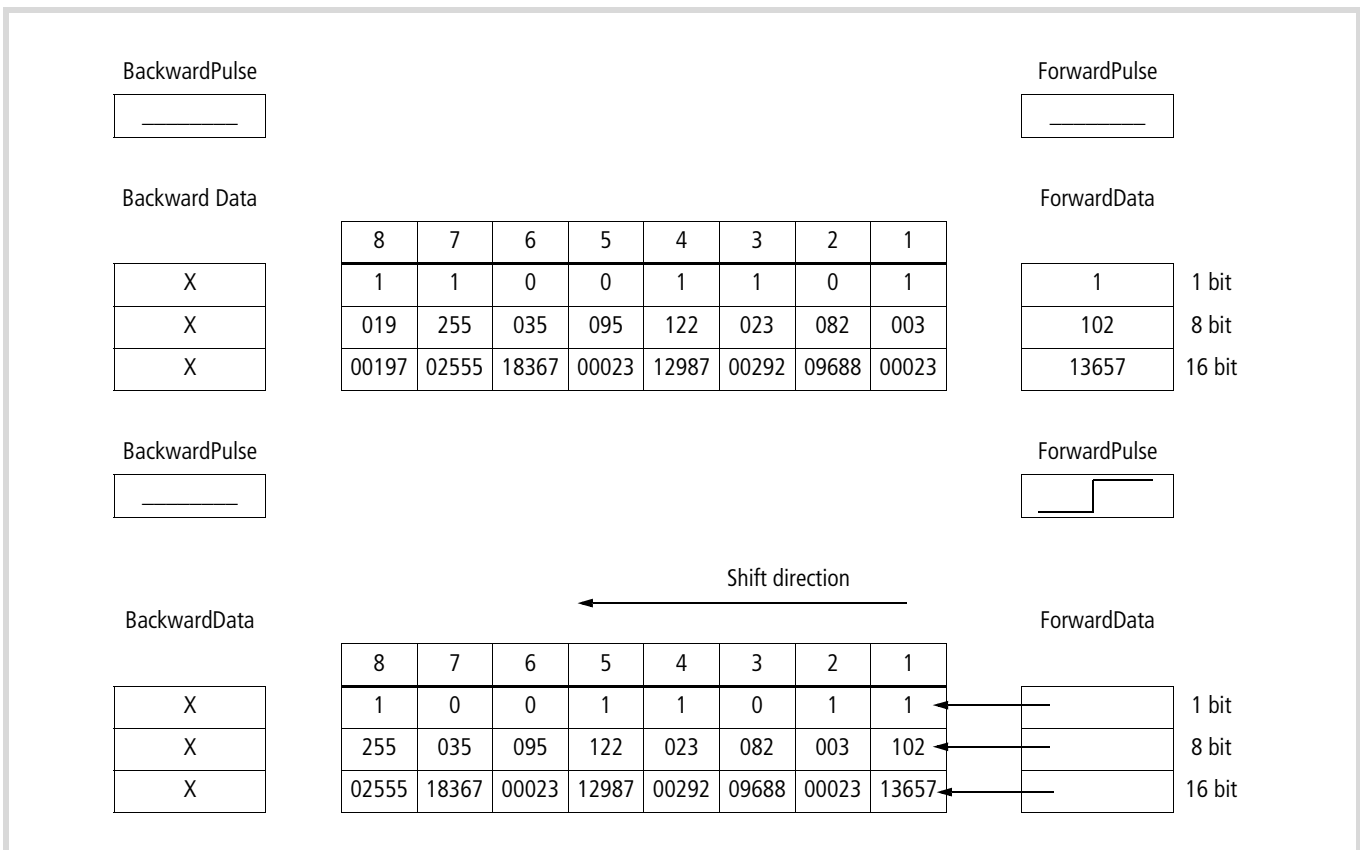 BackwardPulse ForwardPulse
Backward Data ForwardData
8 7 6 5 4 3 2 1
X 1 1 0 0 1 1 0 1 1 1 bit
X 019 255 035 095 122 023 082 003 102 8 bit
X 00197 02555 18367 00023 12987 00292 09688 00023 13657 16 bit
BackwardPulse ForwardPulse
Shift direction
BackwardData ForwardData
8 7 6 5 4 3 2 1
X 1 0 0 1 1 0 1 1 1 bit
X 255 035 095 122 023 082 003 102 8 bit
X 02555 18367 00023 12987 00292 09688 00023 13657 16 bit